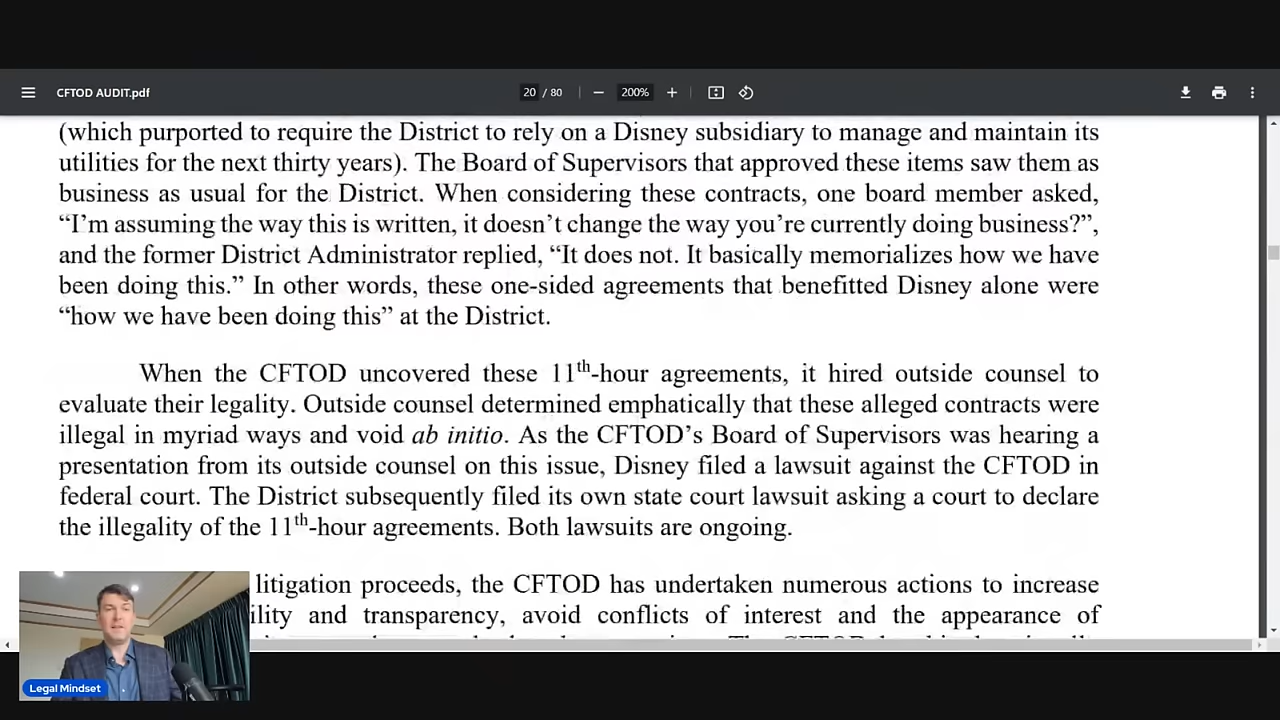 CFTOD AUDIT.pdf
20 / 80
200%
(which purported to require the District to rely on a Disney subsidiary to manage and maintain its
utilities for the next thirty years). The Board of Supervisors that approved these items saw them as
business as usual for the District. When considering these contracts, one board member asked,
“I’m assuming the way this is written, it doesn’t change the way you’re currently doing business?”,
and the former District Administrator replied, “It does not. It basically memorializes how we have
been doing this.” In other words, these one-sided agreements that benefitted Disney alone were
“how we have been doing this” at the District.
When the CFTOD uncovered these 11th-hour agreements, it hired outside counsel to
evaluate their legality. Outside counsel determined emphatically that these alleged contracts were
illegal in myriad ways and void ab initio. As the CFTOD’s Board of Supervisors was hearing a
presentation from its outside counsel on this issue, Disney filed a lawsuit against the CFTOD in
federal court. The District subsequently filed its own state court lawsuit asking a court to declare
the illegality of the 11th-hour agreements. Both lawsuits are ongoing.
litigation proceeds, the CFTOD has undertaken numerous actions to increase
ility and transparency, avoid conflicts of interest and the appearance of
Legal Mindset